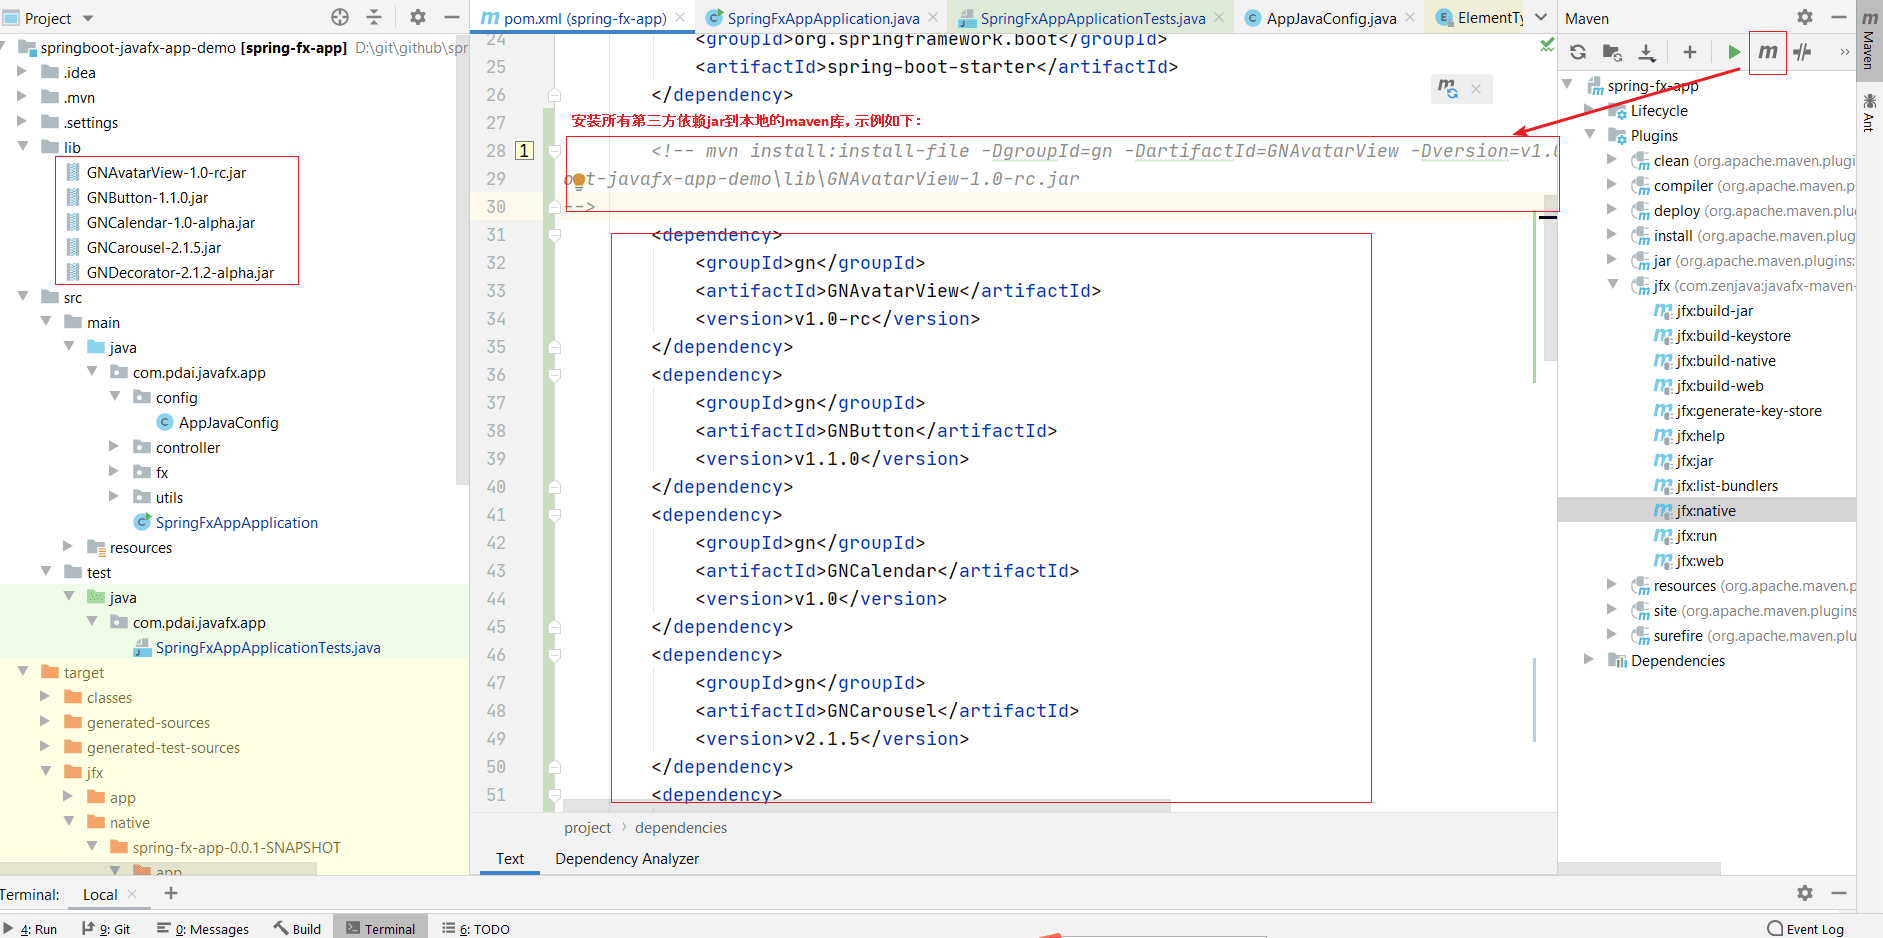 Project
springboot-javafx-app-demo [spring-fx-app] D:\git\github\spr
.idea
.mvn
.settings
lib
GNAvatarView-1.0-rc.jar
GNButton-1.1.0.jar
GNCalendar-1.0-alpha.jar
GNCarousel-2.1.5.jar
GNDecorator-2.1.2-alpha.jar
src
main
java
com.pdai.javafx.app
config
AppJavaConfig
controller
fx
utils
SpringFxAppApplication
resources
test
java
com.pdai.javafx.app
SpringFxAppApplicationTests.java
target
classes
generated-sources
generated-test-sources
jfx
app
native
spring-fx-app-0.0.1-SNAPSHOT
app
pom.xml (spring-fx-app)
SpringFxAppApplication.java
SpringFxAppApplicationTests.java
AppJavaConfig.java
ElementTy
24 <groupId>org.springframework.boot</groupId>
25 <artifactId>spring-boot-starter</artifactId>
26 </dependency>
27 安装所有第三方依赖jar到本地的maven库, 示例如下:
28 1 <!-- mvn install:install-file -DgroupId=gn -DartifactId=GNAvatarView -Dversion=v1.0
29 oot-javafx-app-demo\lib\GNAvatarView-1.0-rc.jar
30 -->
31 <dependency>
32 <groupId>gn</groupId>
33 <artifactId>GNAvatarView</artifactId>
34 <version>v1.0-rc</version>
35 </dependency>
36 <dependency>
37 <groupId>gn</groupId>
38 <artifactId>GNButton</artifactId>
39 <version>v1.1.0</version>
40 </dependency>
41 <dependency>
42 <groupId>gn</groupId>
43 <artifactId>GNCalendar</artifactId>
44 <version>v1.0</version>
45 </dependency>
46 <dependency>
47 <groupId>gn</groupId>
48 <artifactId>GNCarousel</artifactId>
49 <version>v2.1.5</version>
50 </dependency>
51 <dependency>
project › dependencies
Text
Dependency Analyzer
Maven
m
spring-fx-app
Lifecycle
Plugins
clean (org.apache.maven.plugi
compiler (org.apache.maven.p
deploy (org.apache.maven.plu
install (org.apache.maven.plug
jar (org.apache.maven.plugins:
jfx (com.zenjava:javafx-maven-
jfx:build-jar
jfx:build-keystore
jfx:build-native
jfx:build-web
jfx:generate-key-store
jfx:help
jfx:jar
jfx:list-bundlers
jfx:native
jfx:run
jfx:web
resources (org.apache.maven.p
site (org.apache.maven.plugins
surefire (org.apache.maven.plu
Dependencies
Maven
Ant
Terminal: Local
4: Run
9: Git
0: Messages
Build
Terminal
6: TODO
Event Log